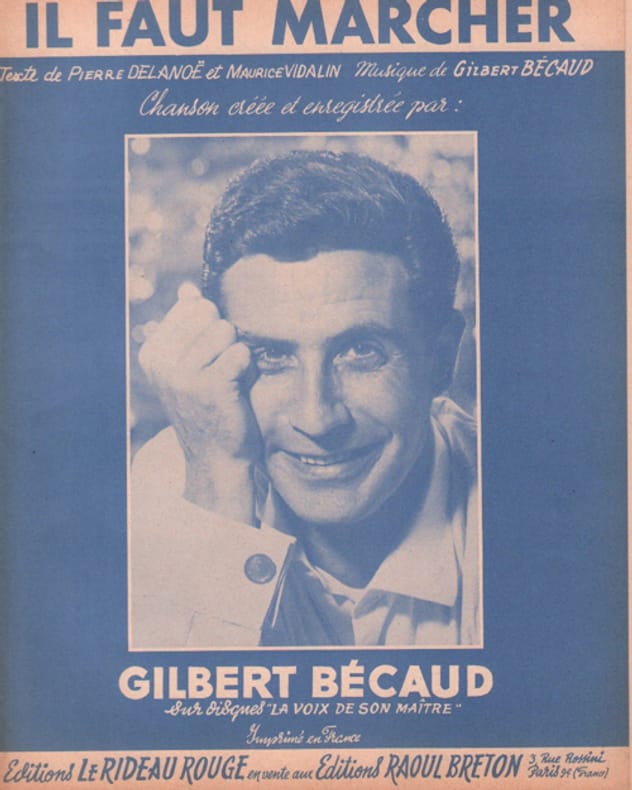 IL FAUT MARCHER
Texte de PIERRE DELANOË et MAURICE VIDALIN Musique de GILBERT BÉCAUD
Chanson créée et enregistrée par :
GILBERT BÉCAUD
sur disques "LA VOIX DE SON MAÎTRE"
Imprimé en France
Editions LE RIDEAU ROUGE en vente aux Editions RAOUL BRETON 3, Rue Rossini
Paris 9e (France)